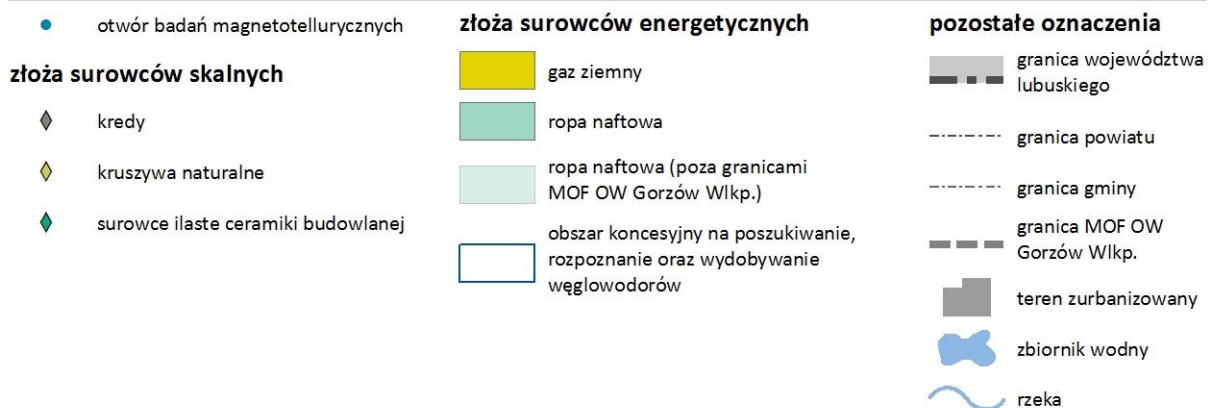 otwór badań magnetotellurycznych
złoża surowców skalnych
kredy
kruszywa naturalne
surowce ilaste ceramiki budowlanej
złoża surowców energetycznych
gaz ziemny
ropa naftowa
ropa naftowa (poza granicami
MOF OW Gorzów Wlkp.)
obszar koncesyjny na poszukiwanie,
rozpoznanie oraz wydobywanie
węglowodorów
pozostałe oznaczenia
granica województwa
lubuskiego
granica powiatu
granica gminy
granica MOF OW
Gorzów Wlkp.
teren zurbanizowany
zbiornik wodny
rzeka